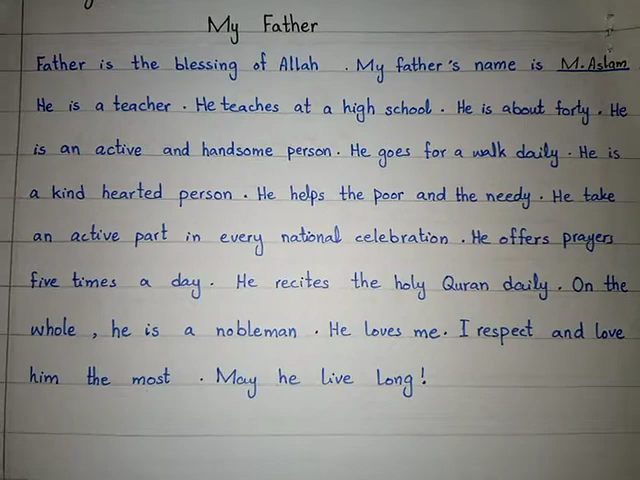 My Father
Father is the blessing of Allah . My father's name is M.Aslam
He is a teacher . He teaches at a high school . He is about forty . He
is an active and handsome person . He goes for a walk daily . He is
a kind hearted person . He helps the poor and the needy . He take
an active part in every national celebration . He offers prayers
five times a day . He recites the holy Quran daily . On the
whole , he is a nobleman . He loves me . I respect and love
him the most . May he live long !